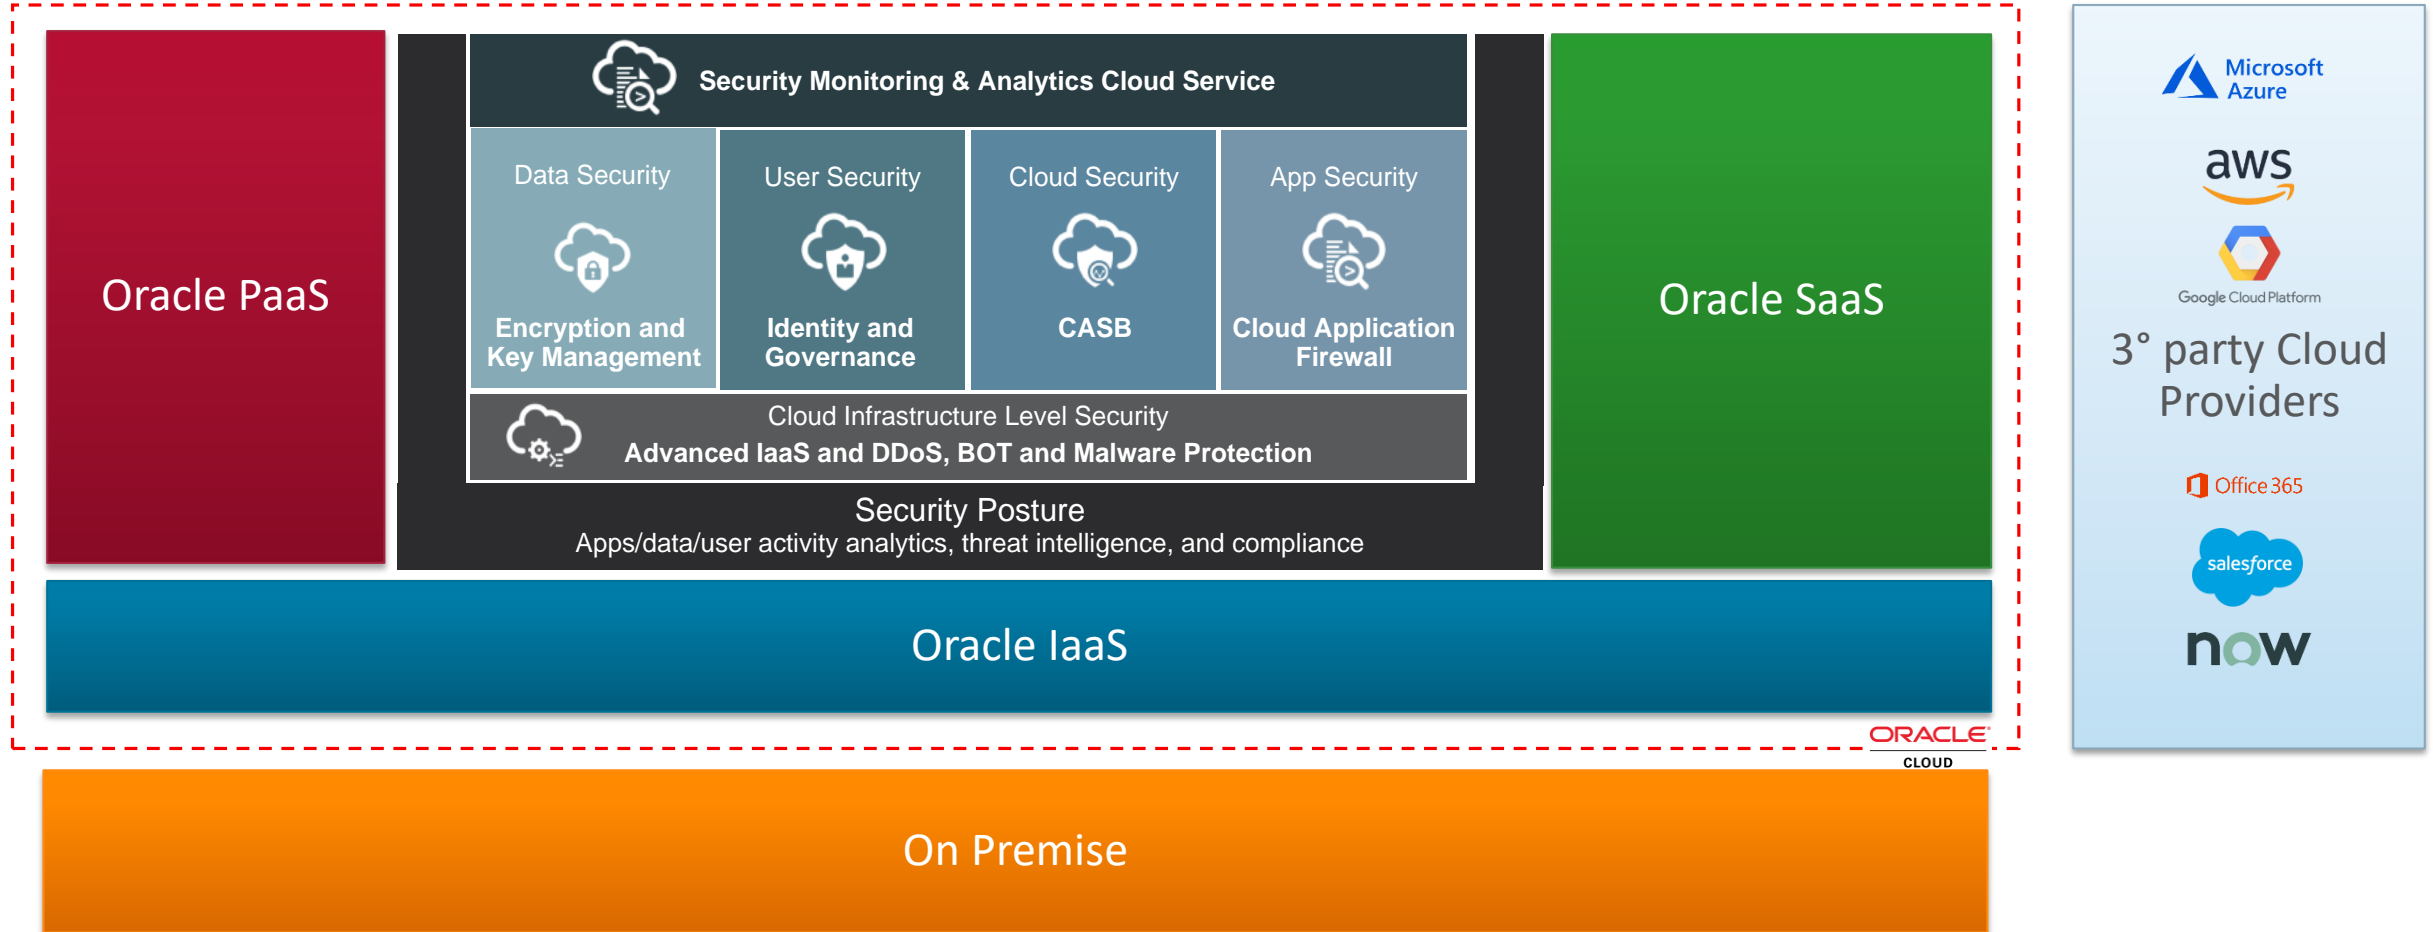 Oracle PaaS
Security Monitoring & Analytics Cloud Service
Data Security
Encryption and
Key Management
User Security
Identity and
Governance
Cloud Security
CASB
App Security
Cloud Application
Firewall
Cloud Infrastructure Level Security
Advanced IaaS and DDoS, BOT and Malware Protection
Security Posture
Apps/data/user activity analytics, threat intelligence, and compliance
Oracle SaaS
Oracle IaaS
ORACLE
CLOUD
On Premise
Microsoft
Azure
aws
Google Cloud Platform
3° party Cloud
Providers
Office 365
salesforce
now